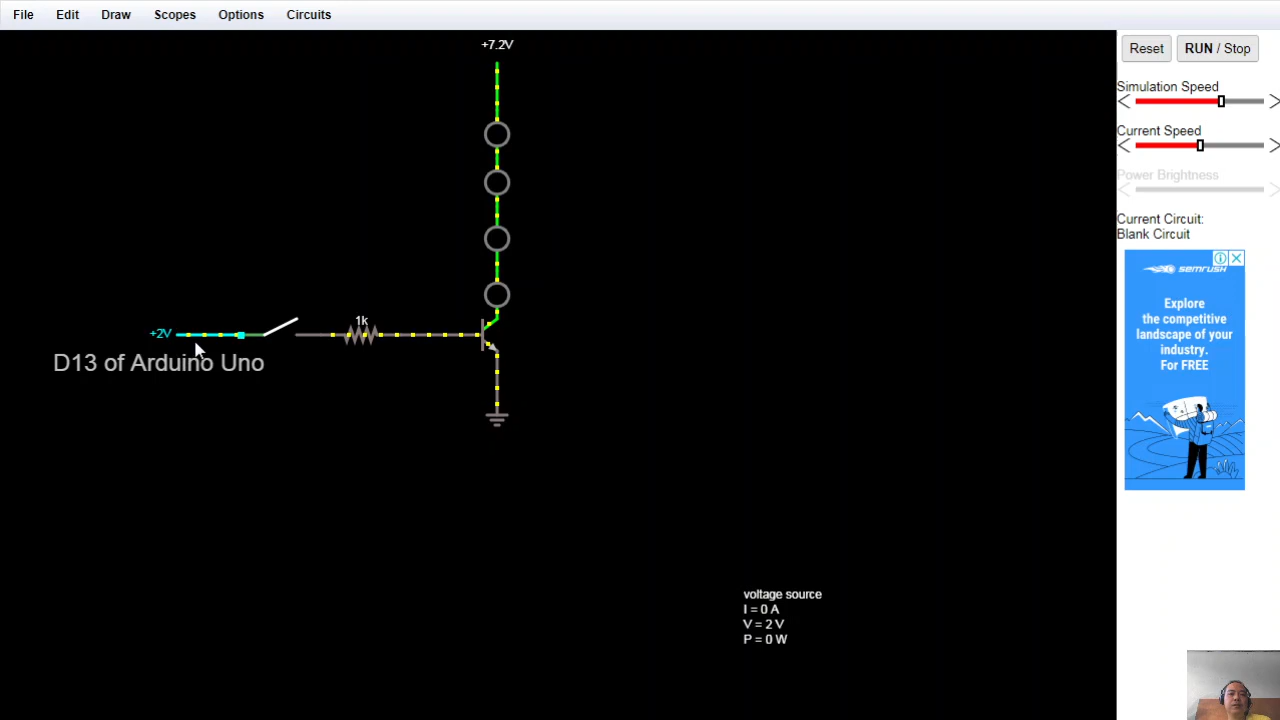 File Edit Draw Scopes Options Circuits
+7.2V
1k
+2V
D13 of Arduino Uno
voltage source
I = 0 A
V = 2 V
P = 0 W
Reset RUN / Stop
Simulation Speed
Current Speed
Power Brightness
Current Circuit:
Blank Circuit
SEMRUSH
Explore
the competitive
landscape of your
industry.
For FREE